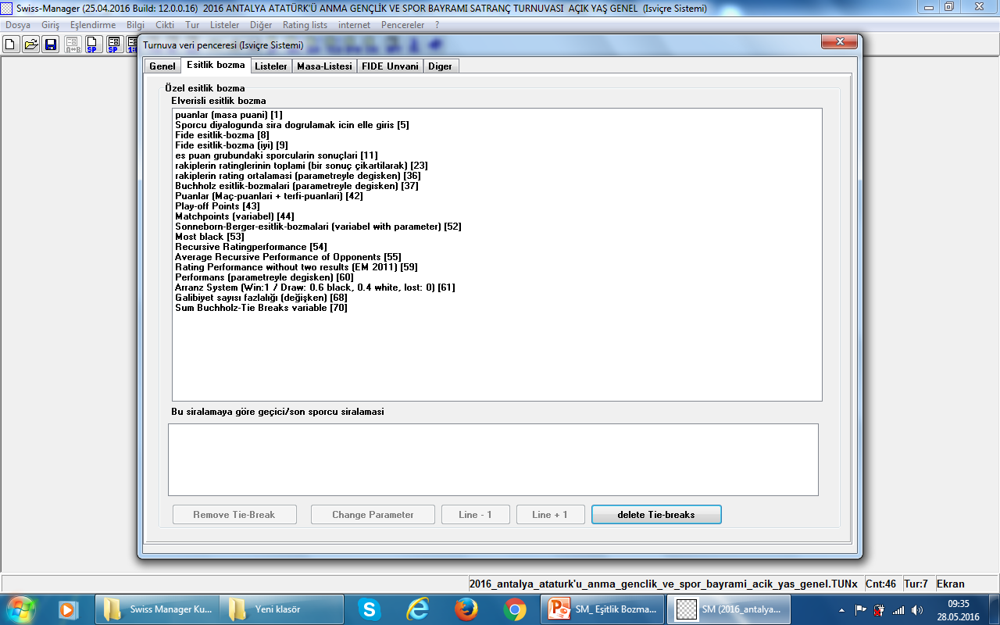 Swiss-Manager (25.04.2016 Build: 12.0.0.16)  2016 ANTALYA ATATÜRK'Ü ANMA GENÇLİK VE SPOR BAYRAMI SATRANÇ TURNUVASI  AÇIK YAŞ GENEL  (Isviçre Sistemi)
Dosya Giriş Eşlendirme Bilgi Cikti Tur Listeler Diğer Rating lists internet Pencereler ?
Turnuva veri penceresi (Isviçre Sistemi)
Genel Esitlik bozma Listeler Masa-Listesi FIDE Unvani Diger
Özel esitlik bozma
Elverisli esitlik bozma
puanlar (masa puani) [1]
Sporcu diyalogunda sira dogrulamak icin elle giris [5]
Fide esitlik-bozma [8]
Fide esitlik-bozma (iyi) [9]
es puan grubundaki sporcularin sonuçlari [11]
rakiplerin ratinglerinin toplami (bir sonuç çikartilarak) [23]
rakiplerin rating ortalamasi (parametreyle degisken) [36]
Buchholz esitlik-bozmalari (parametreyle degisken) [37]
Puanlar (Maç-puanlari + terfi-puanlari) [42]
Play-off Points [43]
Matchpoints (variabel) [44]
Sonneborn-Berger-esitlik-bozmalari (variabel with parameter) [52]
Most black [53]
Recursive Ratingperformance [54]
Average Recursive Performance of Opponents [55]
Rating Performance without two results (EM 2011) [59]
Performans (parametreyle degisken) [60]
Arranz System (Win:1 / Draw: 0.6 black, 0.4 white, lost: 0) [61]
Galibiyet sayısı fazlalığı (değişken) [68]
Sum Buchholz-Tie Breaks variable [70]
Bu siralamaya göre geçici/son sporcu siralamasi
Remove Tie-Break Change Parameter Line - 1 Line + 1 delete Tie-breaks
2016_antalya_ataturk'u_anma_genclik_ve_spor_bayrami_acik_yas_genel.TUNx Cnt:46 Tur:7 Ekran
Swiss Manager Ku... Yeni klasör SM_ Eşitlik Bozma... SM (2016_antalya... 09:35
28.05.2016